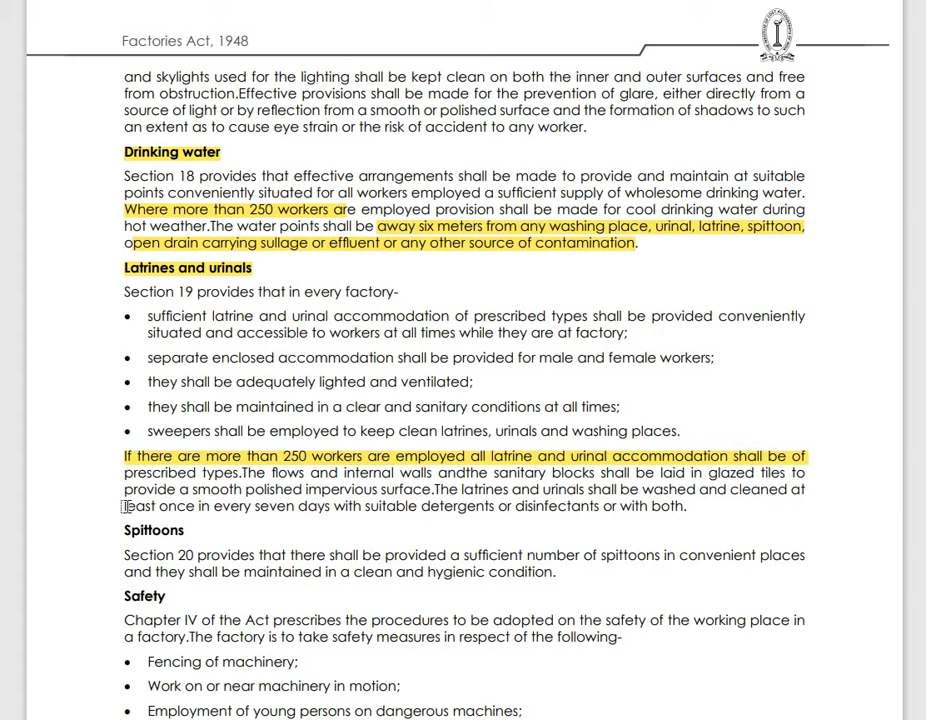 Factories Act, 1948
and skylights used for the lighting shall be kept clean on both the inner and outer surfaces and free
from obstruction.Effective provisions shall be made for the prevention of glare, either directly from a
source of light or by reflection from a smooth or polished surface and the formation of shadows to such
an extent as to cause eye strain or the risk of accident to any worker.
Drinking water
Section 18 provides that effective arrangements shall be made to provide and maintain at suitable
points conveniently situated for all workers employed a sufficient supply of wholesome drinking water.
Where more than 250 workers are employed provision shall be made for cool drinking water during
hot weather.The water points shall be away six meters from any washing place, urinal, latrine, spittoon,
open drain carrying sullage or effluent or any other source of contamination.
Latrines and urinals
Section 19 provides that in every factory-
• sufficient latrine and urinal accommodation of prescribed types shall be provided conveniently
situated and accessible to workers at all times while they are at factory;
• separate enclosed accommodation shall be provided for male and female workers;
• they shall be adequately lighted and ventilated;
• they shall be maintained in a clear and sanitary conditions at all times;
• sweepers shall be employed to keep clean latrines, urinals and washing places.
If there are more than 250 workers are employed all latrine and urinal accommodation shall be of
prescribed types.The flows and internal walls andthe sanitary blocks shall be laid in glazed tiles to
provide a smooth polished impervious surface.The latrines and urinals shall be washed and cleaned at
least once in every seven days with suitable detergents or disinfectants or with both.
Spittoons
Section 20 provides that there shall be provided a sufficient number of spittoons in convenient places
and they shall be maintained in a clean and hygienic condition.
Safety
Chapter IV of the Act prescribes the procedures to be adopted on the safety of the working place in
a factory.The factory is to take safety measures in respect of the following-
• Fencing of machinery;
• Work on or near machinery in motion;
• Employment of young persons on dangerous machines;